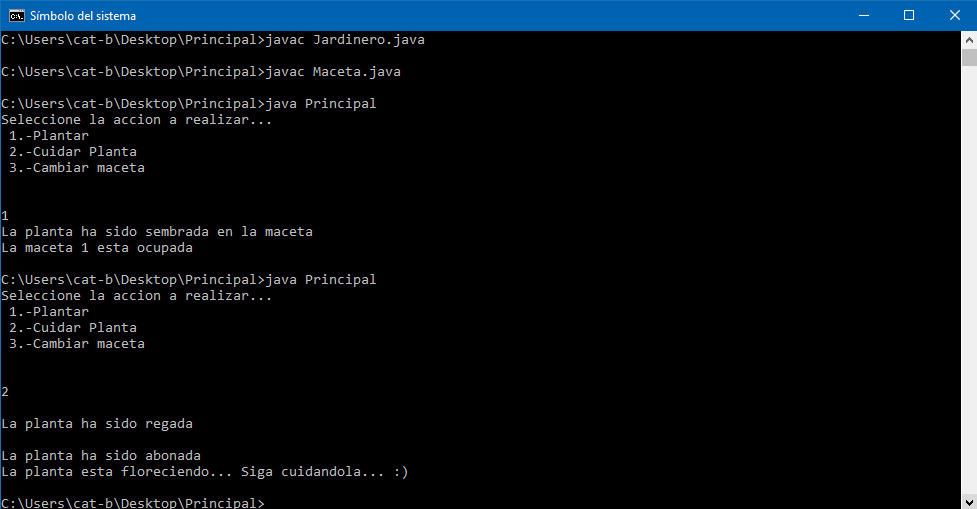 Símbolo del sistema
C:\Users\cat-b\Desktop\Principal>javac Jardinero.java
C:\Users\cat-b\Desktop\Principal>javac Maceta.java
C:\Users\cat-b\Desktop\Principal>java Principal
Seleccione la accion a realizar...
1.-Plantar
2.-Cuidar Planta
3.-Cambiar maceta
1
La planta ha sido sembrada en la maceta
La maceta 1 esta ocupada
C:\Users\cat-b\Desktop\Principal>java Principal
Seleccione la accion a realizar...
1.-Plantar
2.-Cuidar Planta
3.-Cambiar maceta
2
La planta ha sido regada
La planta ha sido abonada
La planta esta floreciendo... Siga cuidandola... :)
C:\Users\cat-b\Desktop\Principal>